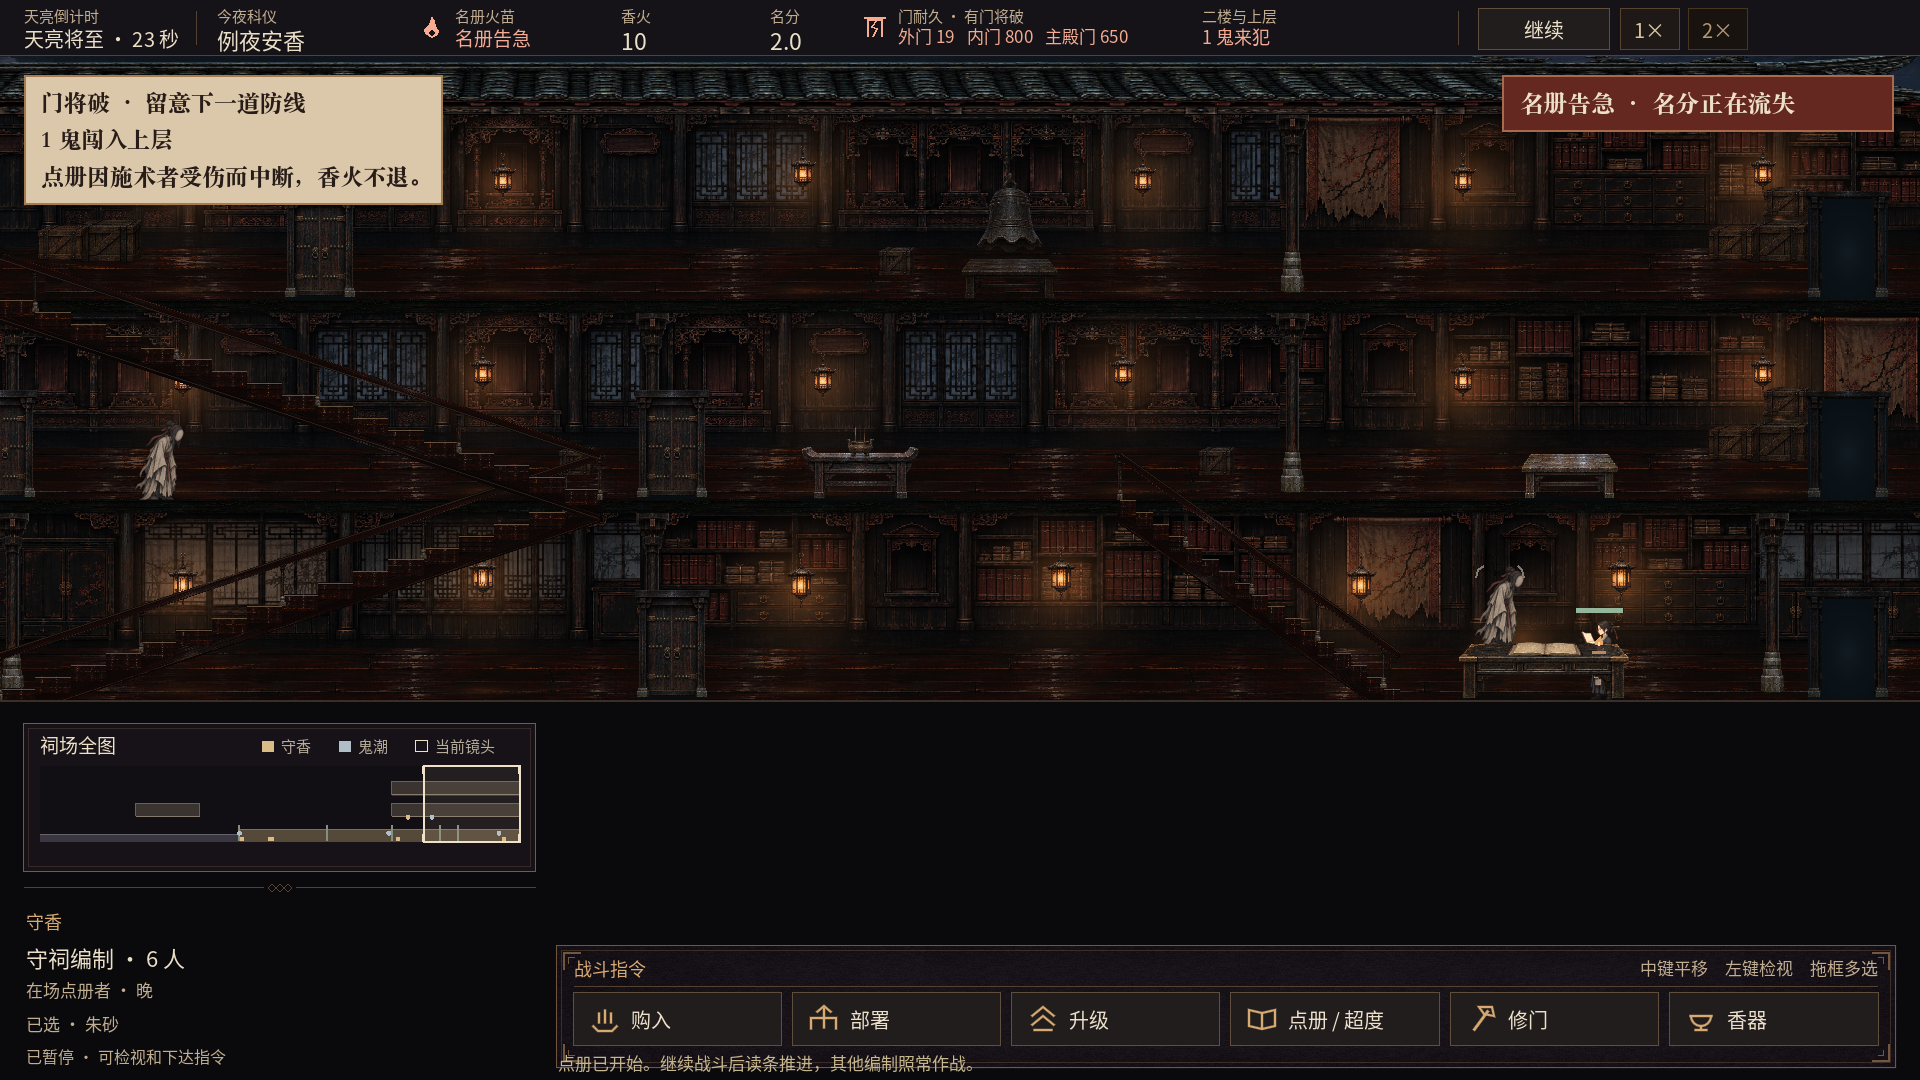 天亮倒计时
天亮将至 · 23 秒
今夜科仪
例夜安香
名册火苗
名册告急
香火
10
名分
2.0
门耐久 · 有门将破
外门 19 内门 800 主殿门 650
二楼与上层
1 鬼来犯
继续
1×
2×
门将破 · 留意下一道防线
1 鬼闯入上层
点册因施术者受伤而中断，香火不退。
名册告急 · 名分正在流失
祠场全图
守香
鬼潮
当前镜头
守香
守祠编制 · 6 人
在场点册者 · 晚
已选 · 朱砂
已暂停 · 可检视和下达指令
战斗指令
中键平移 左键检视 拖框多选
购入
部署
升级
点册 / 超度
修门
香器
点册已开始。继续战斗后读条推进，其他编制照常作战。